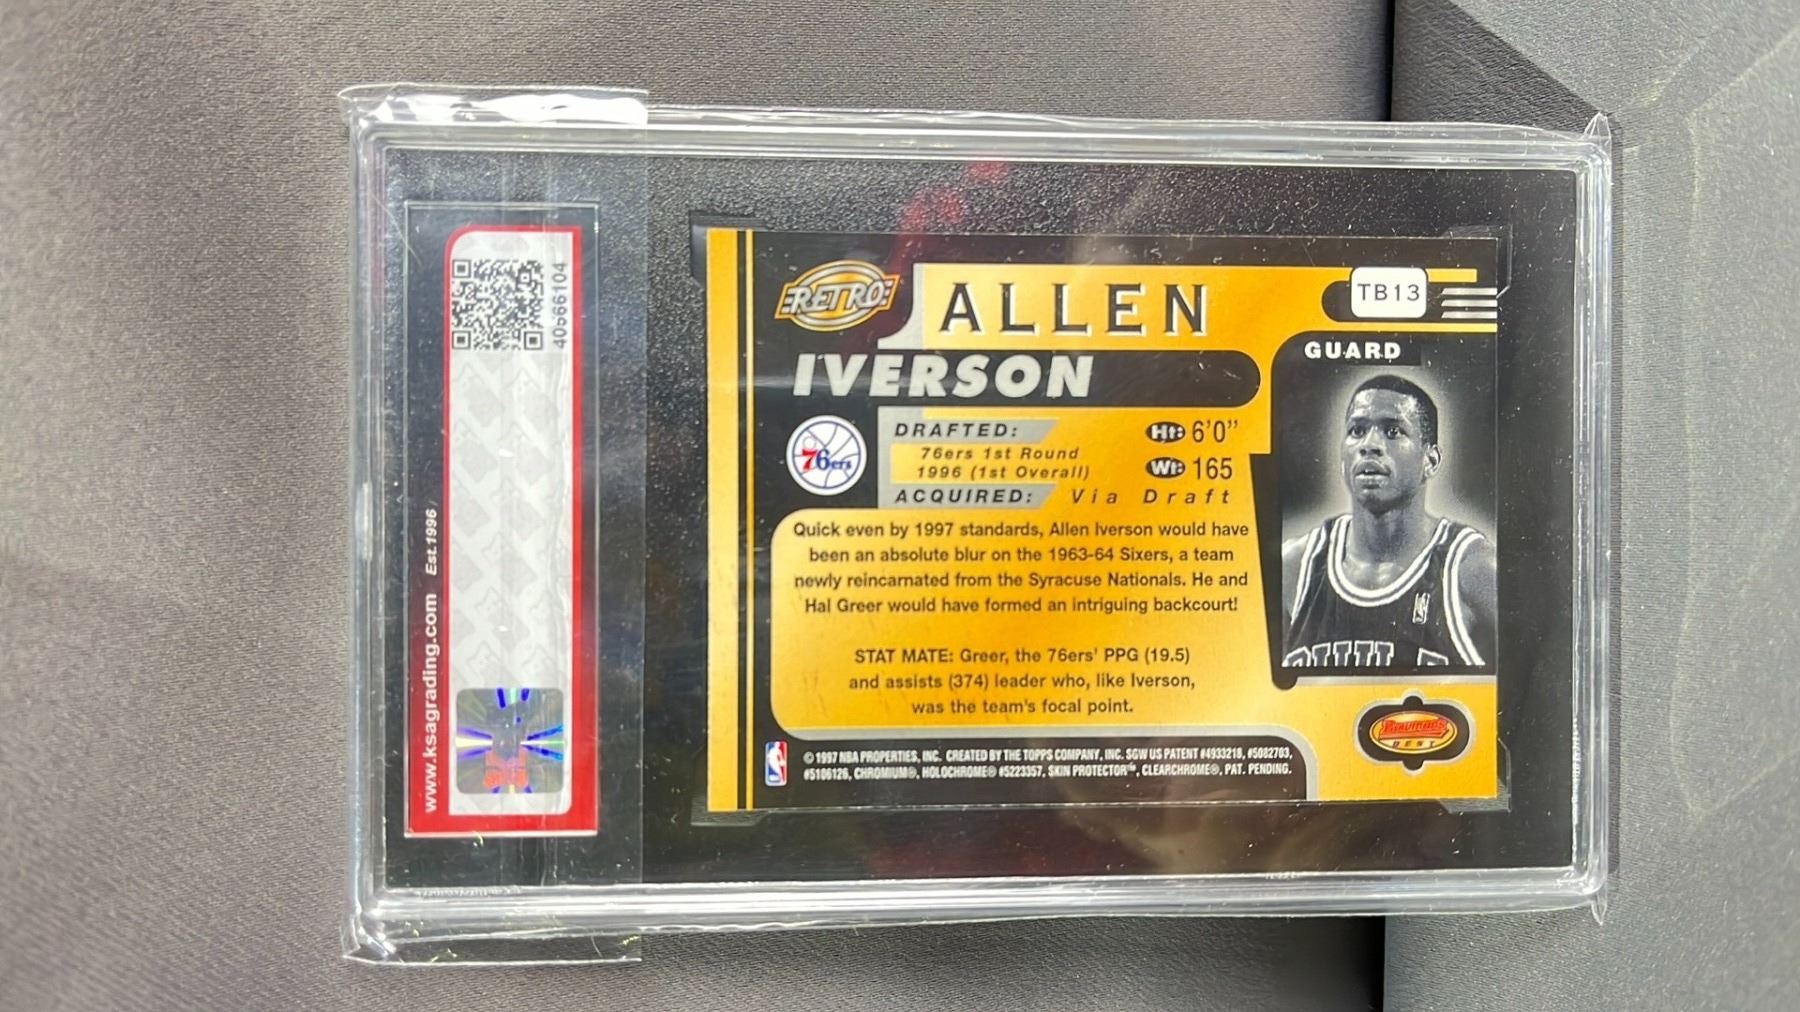 www.ksagrading.com Est.1996
40566104
RETRO
ALLEN
IVERSON
TB13
GUARD
76ers
DRAFTED:
76ers 1st Round
1996 (1st Overall)
ACQUIRED: Via Draft
Ht: 6'0"
Wt: 165
Quick even by 1997 standards, Allen Iverson would have
been an absolute blur on the 1963-64 Sixers, a team
newly reincarnated from the Syracuse Nationals. He and
Hal Greer would have formed an intriguing backcourt!
STAT MATE: Greer, the 76ers' PPG (19.5)
and assists (374) leader who, like Iverson,
was the team's focal point.
BOWMAN'S
BEST
© 1997 NBA PROPERTIES, INC. CREATED BY THE TOPPS COMPANY, INC. SGW US PATENT #4933218, #5082703,
#5106126, CHROMIUM®, HOLOCHROME® #5223357, SKIN PROTECTOR™, CLEARCHROME®, PAT. PENDING.